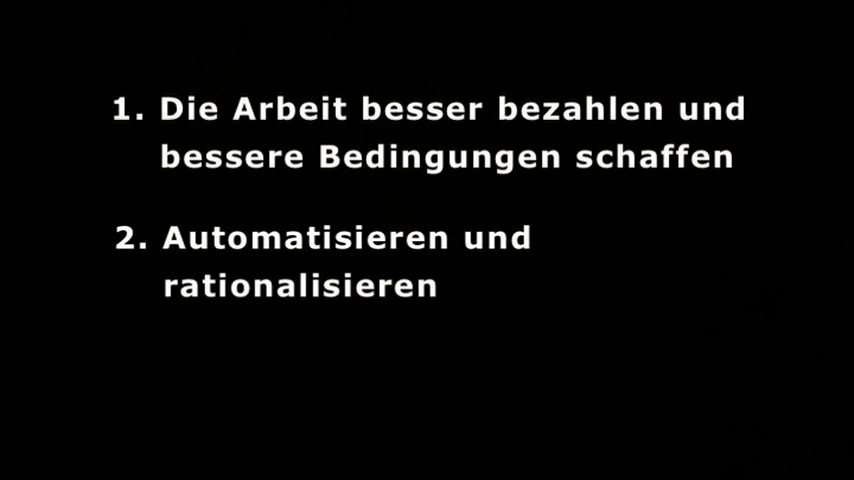 1. Die Arbeit besser bezahlen und
bessere Bedingungen schaffen
2. Automatisieren und
rationalisieren